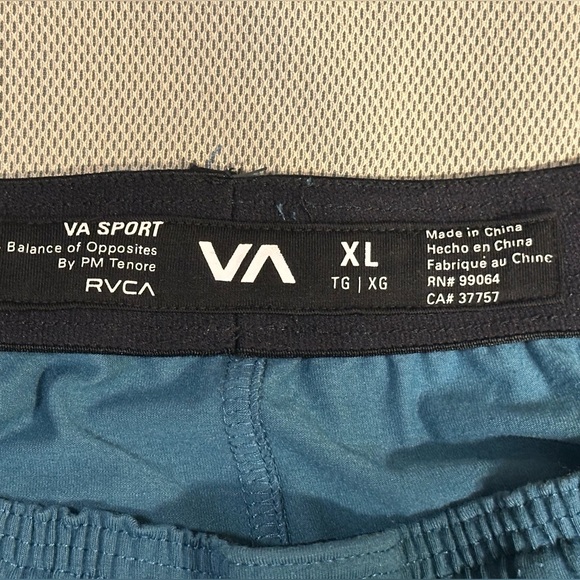 VA SPORT
Balance of Opposites
By PM Tenore
RVCA
VA
XL
TG | XG
Made in China
Hecho en China
Fabriqué au Chine
RN# 99064
CA# 37757